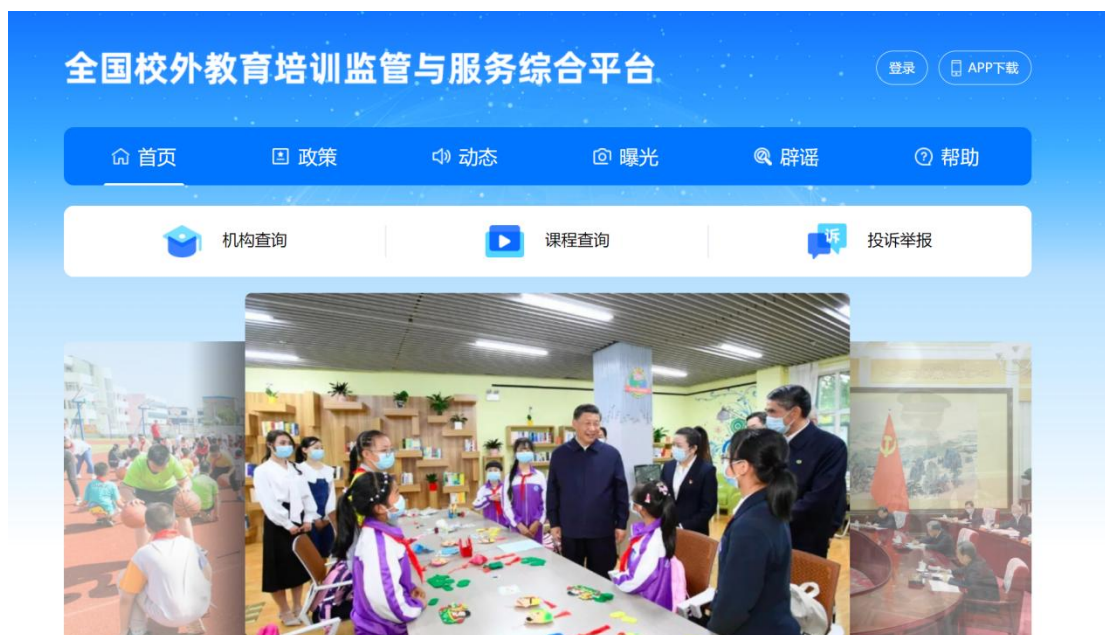 全国校外教育培训监管与服务综合平台
登录 APP下载
首页 政策 动态 曝光 辟谣 帮助
机构查询 课程查询 诉 投诉举报